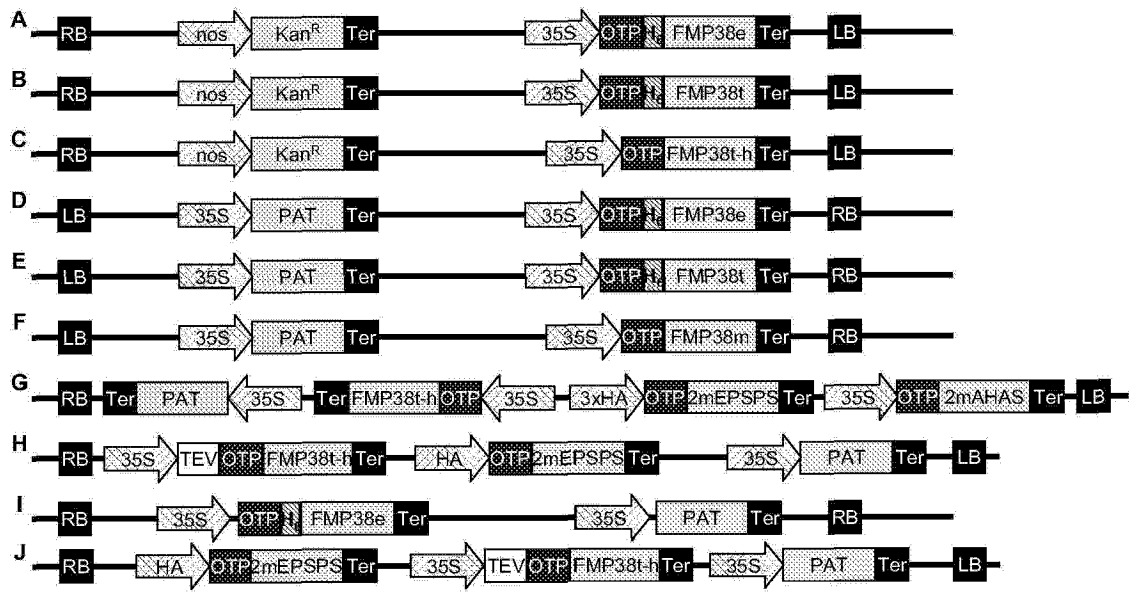 A RB nos Kanᴿ Ter 35S OTP H₆ FMP38e Ter LB
B RB nos Kanᴿ Ter 35S OTP H₆ FMP38t Ter LB
C RB nos Kanᴿ Ter 35S OTP FMP38t-h Ter LB
D LB 35S PAT Ter 35S OTP H₆ FMP38e Ter RB
E LB 35S PAT Ter 35S OTP H₆ FMP38t Ter RB
F LB 35S PAT Ter 35S OTP FMP38m Ter RB
G RB Ter PAT 35S Ter FMP38t-h OTP 35S 3xHA OTP 2mEPSPS Ter 35S OTP 2mAHAS Ter LB
H RB 35S TEV OTP FMP38t-h Ter HA OTP 2mEPSPS Ter 35S PAT Ter LB
I RB 35S OTP H₆ FMP38e Ter 35S PAT Ter RB
J RB HA OTP 2mEPSPS Ter 35S TEV OTP FMP38t-h Ter 35S PAT Ter LB